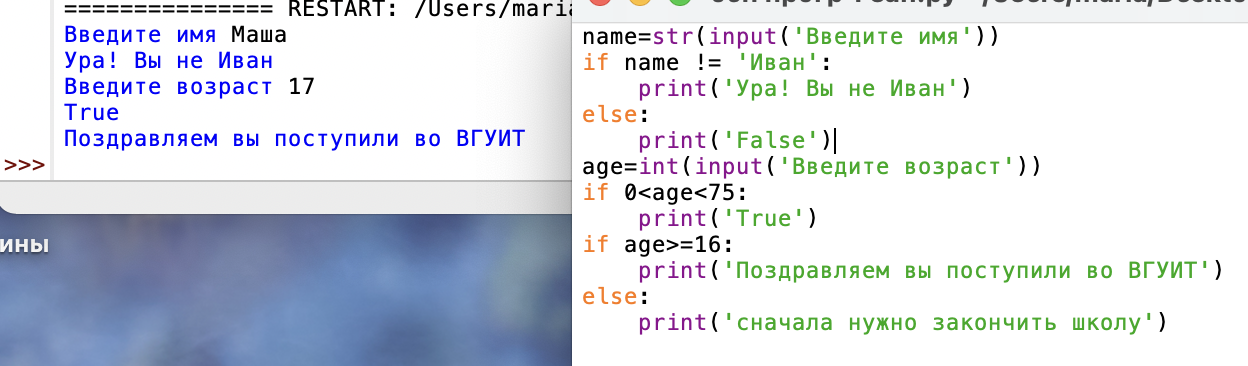 =============== RESTART: /Users/maria
Введите имя Маша
Ура! Вы не Иван
Введите возраст 17
True
Поздравляем вы поступили во ВГУИТ
>>>
ины
name=str(input('Введите имя'))
if name != 'Иван':
    print('Ура! Вы не Иван')
else:
    print('False')
age=int(input('Введите возраст'))
if 0<age<75:
    print('True')
if age>=16:
    print('Поздравляем вы поступили во ВГУИТ')
else:
    print('сначала нужно закончить школу')